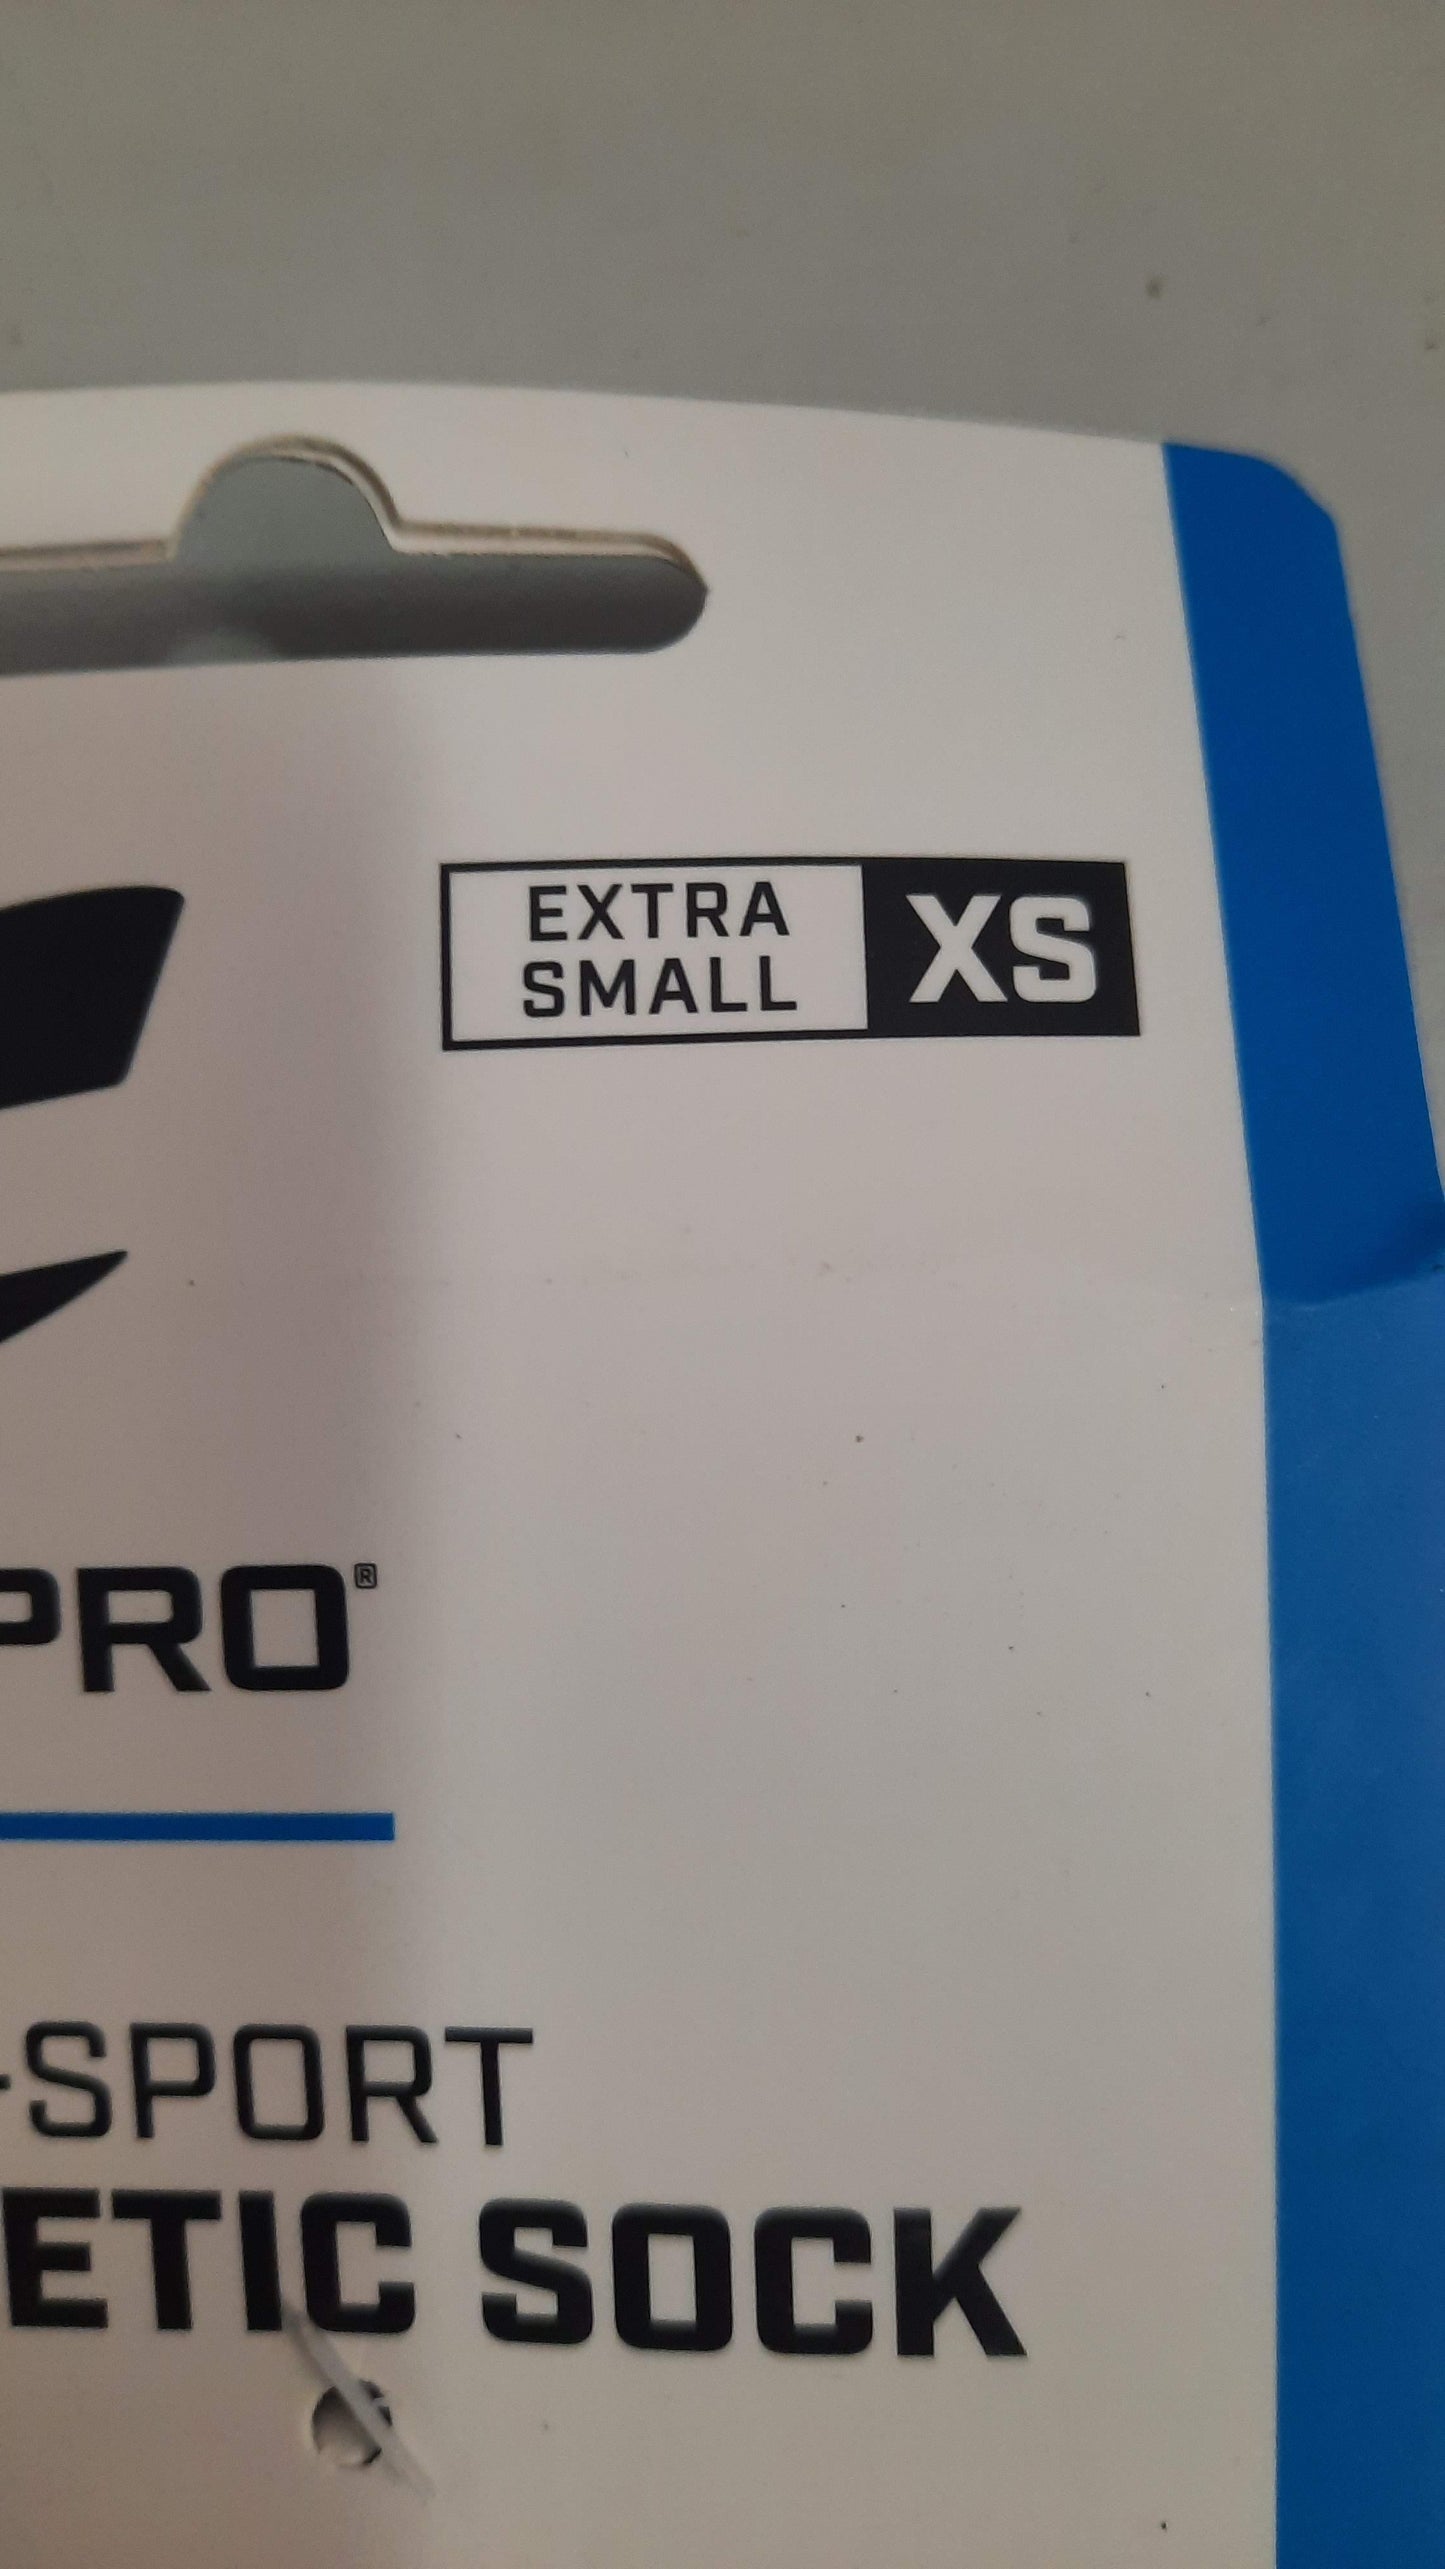 EXTRA
SMALL
XS
PRO®
-SPORT
ETIC SOCK